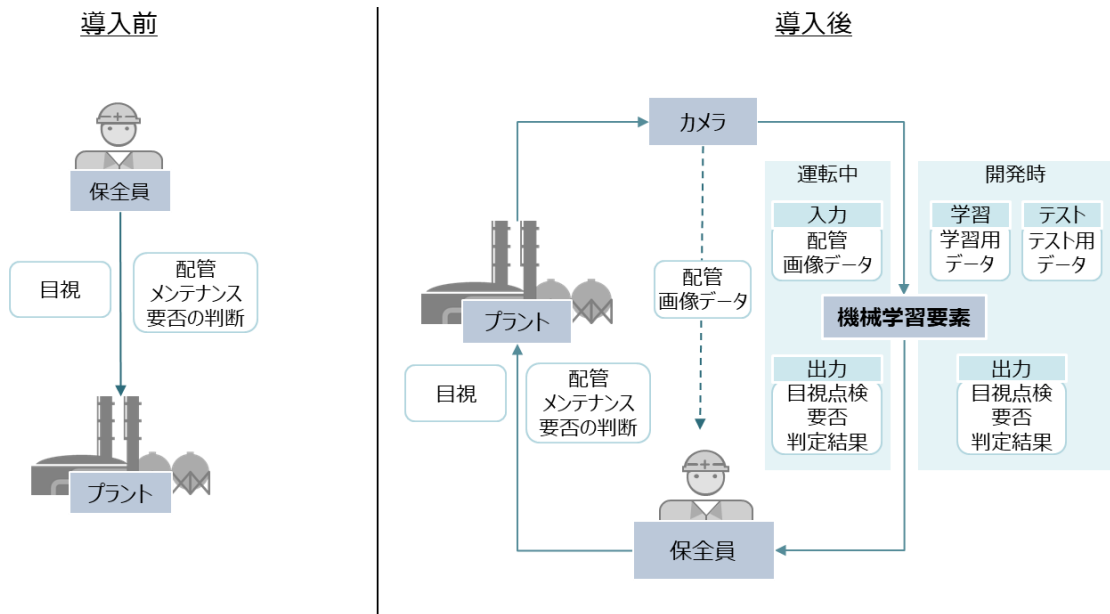 導入前
保全員
目視
配管
メンテナンス
要否の判断
プラント
導入後
カメラ
運転中
入力
配管
画像データ
開発時
学習
学習用
データ
テスト
テスト用
データ
配管
画像データ
プラント
機械学習要素
目視
配管
メンテナンス
要否の判断
出力
目視点検
要否
判定結果
出力
目視点検
要否
判定結果
保全員